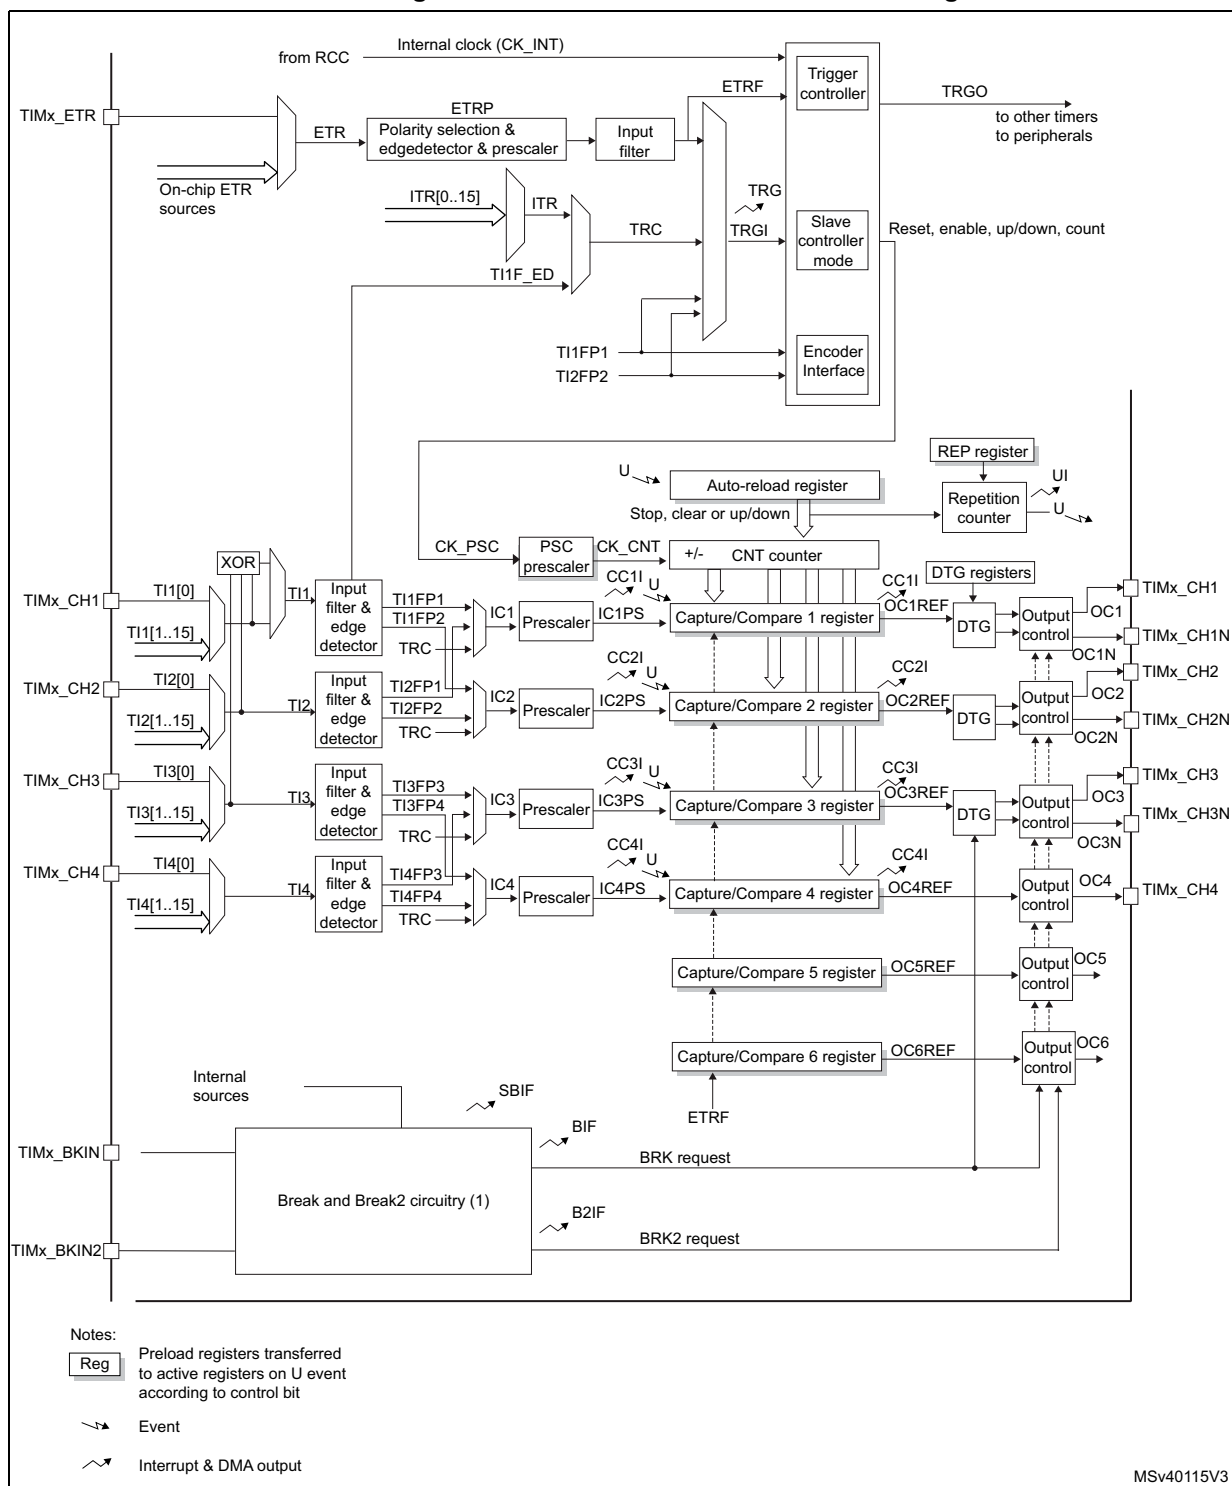 Internal clock (CK_INT)
from RCC
Trigger
controller
ETRF
TRGO
to other timers
to peripherals
TIMx_ETR
ETR
ETRP
Polarity selection &
edgedetector & prescaler
Input
filter
On-chip ETR
sources
ITR[0..15]
ITR
TRC
TRG
TRGI
Slave
controller
mode
Reset, enable, up/down, count
TI1F_ED
TI1FP1
TI2FP2
Encoder
Interface
REP register
U
Auto-reload register
UI
Repetition
counter
U
Stop, clear or up/down
CK_PSC
PSC
prescaler
CK_CNT
+/-
CNT counter
XOR
TI1[0]
TI1
TI1[1..15]
TIMx_CH1
Input
filter &
edge
detector
TI1FP1
TI1FP2
TRC
IC1
Prescaler
IC1PS
CC1I
U
Capture/Compare 1 register
CC1I
OC1REF
DTG registers
DTG
Output
control
OC1
OC1N
TIMx_CH1
TIMx_CH1N
TIMx_CH2
TI2[0]
TI2[1..15]
TI2
Input
filter &
edge
detector
TI2FP1
TI2FP2
TRC
IC2
Prescaler
IC2PS
CC2I
U
Capture/Compare 2 register
CC2I
OC2REF
DTG
Output
control
OC2
OC2N
TIMx_CH2
TIMx_CH2N
TIMx_CH3
TI3[0]
TI3[1..15]
TI3
Input
filter &
edge
detector
TI3FP3
TI3FP4
TRC
IC3
Prescaler
IC3PS
CC3I
U
Capture/Compare 3 register
CC3I
OC3REF
DTG
Output
control
OC3
OC3N
TIMx_CH3
TIMx_CH3N
TIMx_CH4
TI4[0]
TI4[1..15]
TI4
Input
filter &
edge
detector
TI4FP3
TI4FP4
TRC
IC4
Prescaler
IC4PS
CC4I
U
Capture/Compare 4 register
CC4I
OC4REF
Output
control
OC4
TIMx_CH4
Capture/Compare 5 register
OC5REF
Output
control
OC5
Capture/Compare 6 register
OC6REF
Output
control
OC6
ETRF
Internal
sources
SBIF
TIMx_BKIN
BIF
BRK request
Break and Break2 circuitry (1)
TIMx_BKIN2
B2IF
BRK2 request
Notes:
Reg
Preload registers transferred
to active registers on U event
according to control bit
Event
Interrupt & DMA output
MSv40115V3